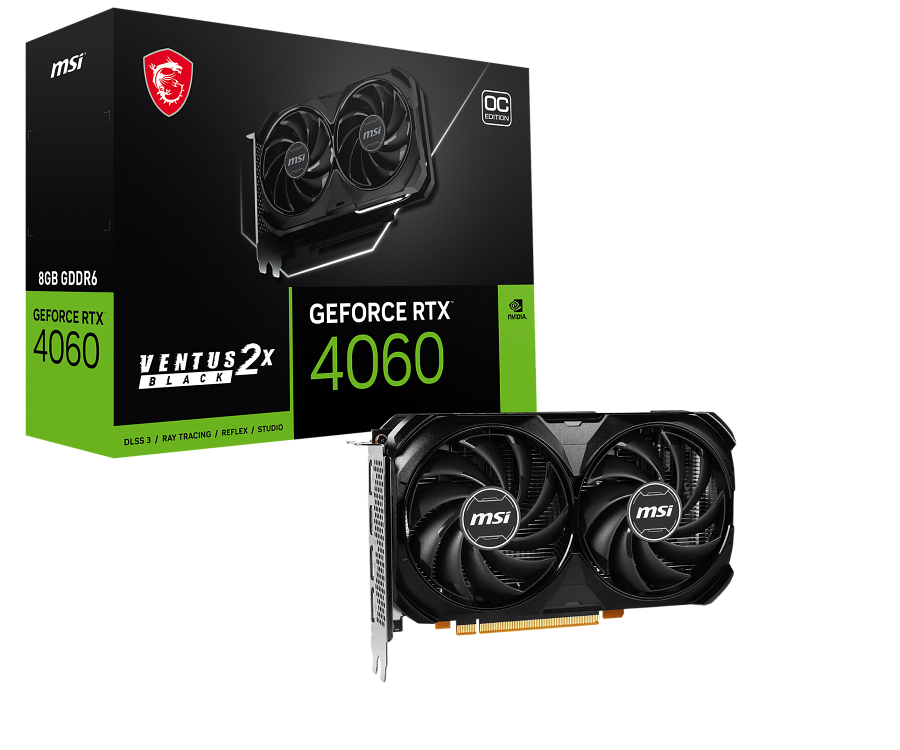 msi
OC
EDITION
msi
msi
8GB GDDR6
GEFORCE RTX
4060
VENTUS 2X
BLACK
GEFORCE RTX™
4060
NVIDIA.
DLSS 3 / RAY TRACING / REFLEX / STUDIO
msi
msi